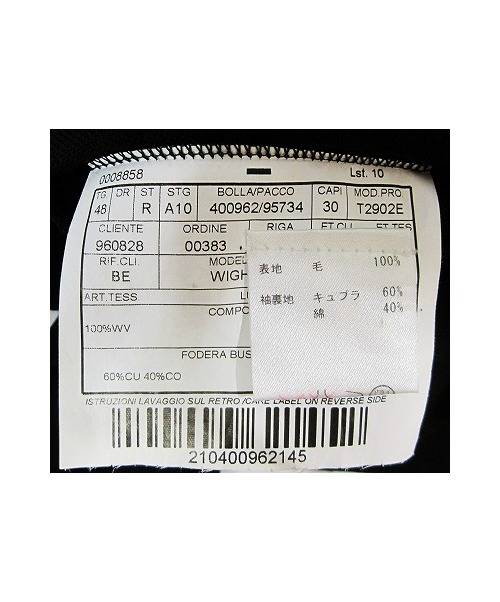 0008858 Lst. 10
TG DR ST STG BOLLA/PACCO CAPI MOD.PRO.
48 R A10 400962/95734 30 T2902E
CLIENTE ORDINE RIGA
960828 00383
RIF.CLI. MODEL
BE WIGH
ART.TESS
COMPO
100%WV
FODERA BUS
60%CU 40%CO
表地 毛 100%
袖裏地 キュプラ 60%
綿 40%
ISTRUZIONI LAVAGGIO SUL RETRO /CARE LABEL ON REVERSE SIDE
210400962145